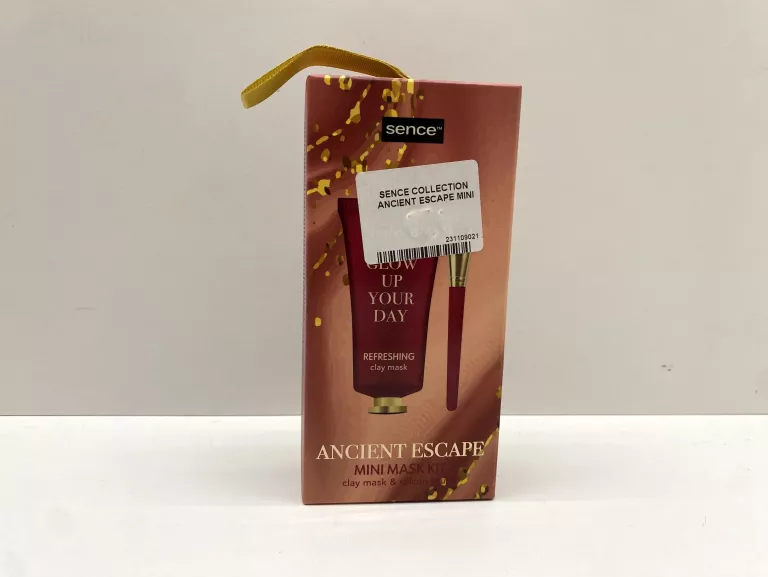 sence™
SENCE COLLECTION
ANCIENT ESCAPE MINI
231109021
GLOW
UP
YOUR
DAY
REFRESHING
clay mask
ANCIENT ESCAPE
MINI MASK KIT
clay mask &